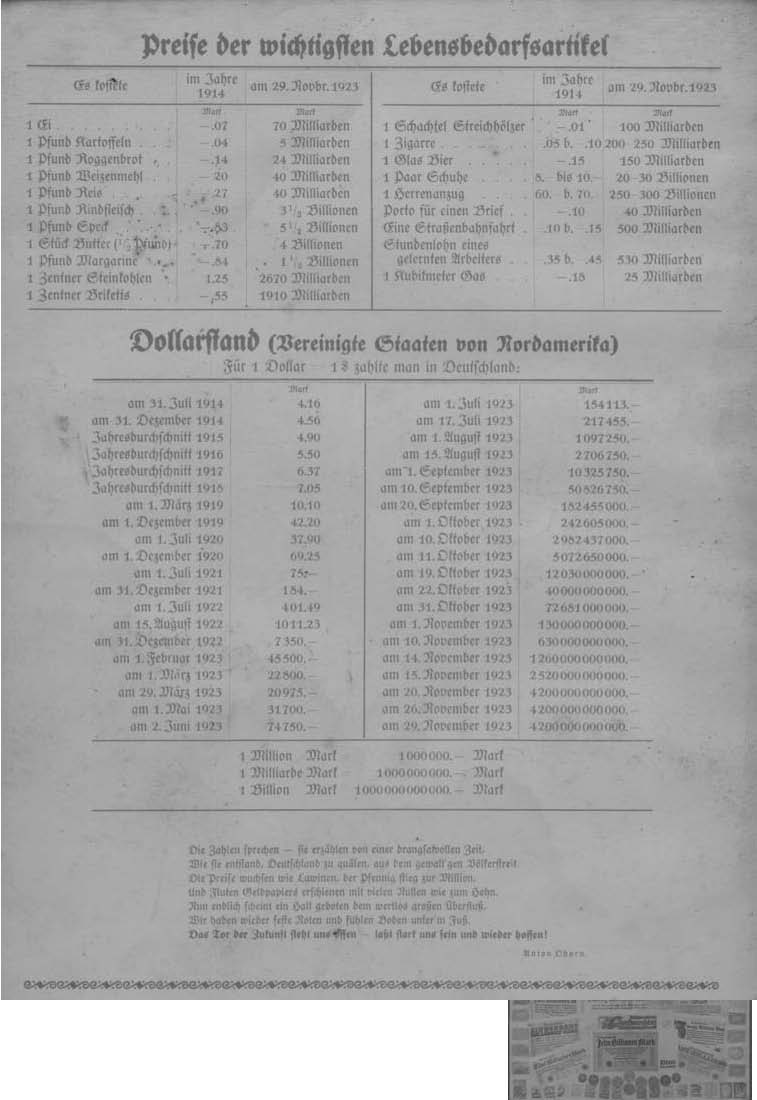 Preise der wichtigsten Lebensbedarfsartikel
Es kostete im Jahre 1914 am 29. Novbr. 1923
Mark Mark
1 Ei . . . . . . . . —.07 70 Milliarden
1 Pfund Kartoffeln . . . —.04 5 Milliarden
1 Pfund Roggenbrot . . —.14 24 Milliarden
1 Pfund Weizenmehl . . —.20 40 Milliarden
1 Pfund Reis . . . . —.27 40 Milliarden
1 Pfund Rindfleisch . . . —.90 3 1/2 Billionen
1 Pfund Speck . . . . 5 1/2 Billionen
1 Stück Butter (1/2 Pfund) —.70 4 Billionen
1 Pfund Margarine . . . 1 1/2 Billionen
1 Zentner Steinkohlen . 1.25 2670 Milliarden
1 Zentner Briketts . . . —.55 1910 Milliarden
Es kostete im Jahre 1914 am 29. Novbr. 1923
Mark Mark
1 Schachtel Streichhölzer —.01 100 Milliarden
1 Zigarre . . . . . . .05 b. .10 200-250 Milliarden
1 Glas Bier . . . . . —.15 150 Milliarden
1 Paar Schuhe . . . . 8.— bis 10.— 20-30 Billionen
1 Herrenanzug . . . . 60. b. 70.— 250-300 Billionen
Porto für einen Brief . . —.10 40 Milliarden
Eine Straßenbahnfahrt . .10 b. .15 500 Milliarden
Stundenlohn eines
gelernten Arbeiters . . .35 b. .45 530 Milliarden
1 Kubikmeter Gas . . . —.15 25 Milliarden
Dollarstand (Vereinigte Staaten von Nordamerika)
Für 1 Dollar — 1 $ zahlte man in Deutschland:
Mark
am 31. Juli 1914 4.16
am 31. Dezember 1914 4.56
Jahresdurchschnitt 1915 4.90
Jahresdurchschnitt 1916 5.50
Jahresdurchschnitt 1917 6.37
Jahresdurchschnitt 1918 7.05
am 1. März 1919 10.10
am 1. Dezember 1919 42.20
am 1. Juli 1920 37.90
am 1. Dezember 1920 69.25
am 1. Juli 1921 75.—
am 31. Dezember 1921 184.—
am 1. Juli 1922 401.49
am 15. August 1922 1011.23
am 31. Dezember 1922 7350.—
am 1. Februar 1923 45500.—
am 1. März 1923 22800.—
am 29. März 1923 20975.—
am 1. Mai 1923 31700.—
am 2. Juni 1923 74750.—
Mark
am 1. Juli 1923 154113.—
am 17. Juli 1923 217455.—
am 1. August 1923 1097250.—
am 15. August 1923 2706750.—
am 1. September 1923 10325750.—
am 10. September 1923 50826750.—
am 20. September 1923 182455000.—
am 1. Oktober 1923 242605000.—
am 10. Oktober 1923 2982437000.—
am 11. Oktober 1923 5072650000.—
am 19. Oktober 1923 12030000000.—
am 22. Oktober 1923 40000000000.—
am 31. Oktober 1923 72681000000.—
am 1. November 1923 130000000000.—
am 10. November 1923 630000000000.—
am 14. November 1923 1260000000000.—
am 15. November 1923 2520000000000.—
am 20. November 1923 4200000000000.—
am 26. November 1923 4200000000000.—
am 29. November 1923 4200000000000.—
1 Million Mark 1000000.— Mark
1 Milliarde Mark 1000000000.— Mark
1 Billion Mark 1000000000000.— Mark
Die Zahlen sprechen — sie erzählen von einer drangsalvollen Zeit.
Wie sie entstand, Deutschland zu quälen, aus dem gewalt'gen Völkerstreit
Die Preise wuchsen wie Lawinen, der Pfennig stieg zur Million,
Und Fluten Geldpapiers erschienen mit vielen Nullen wie zum Hohn.
Nun endlich scheint ein Halt geboten dem wertlos großen Überfluß.
Wir haben wieder feste Noten und fühlen Boden unter'm Fuß.
Das Tor der Zukunft steht uns offen — laßt stark uns sein und wieder hoffen!
Anton Ohorn.
Zehn Billionen Mark